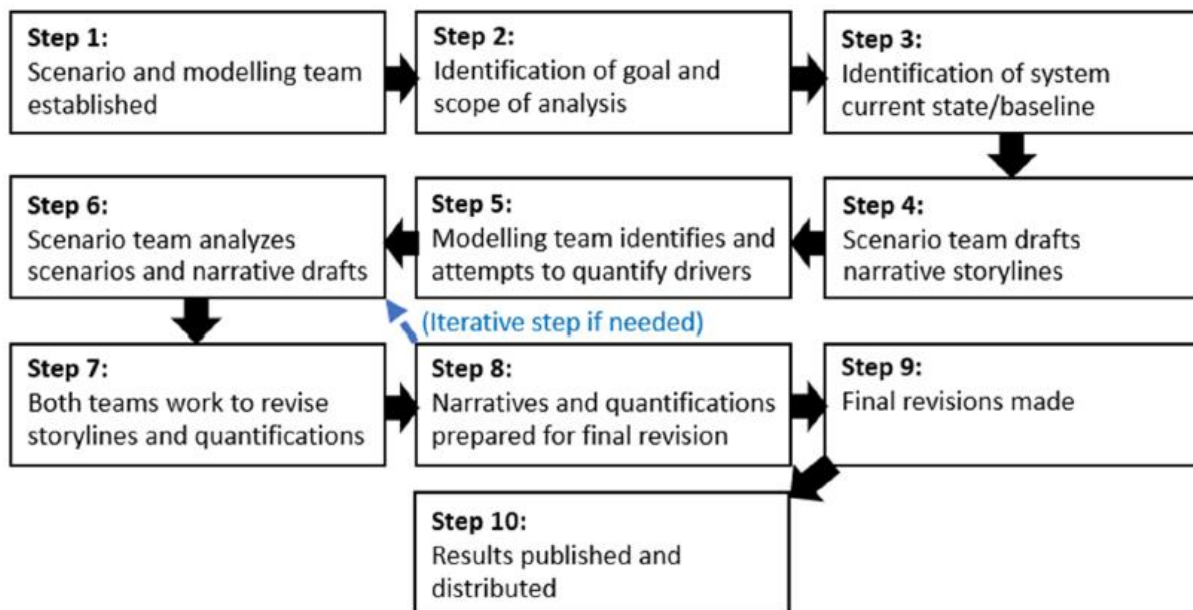 Step 1:
Scenario and modelling team
established
Step 2:
Identification of goal and
scope of analysis
Step 3:
Identification of system
current state/baseline
Step 4:
Scenario team drafts
narrative storylines
Step 5:
Modelling team identifies and
attempts to quantify drivers
Step 6:
Scenario team analyzes
scenarios and narrative drafts
(Iterative step if needed)
Step 7:
Both teams work to revise
storylines and quantifications
Step 8:
Narratives and quantifications
prepared for final revision
Step 9:
Final revisions made
Step 10:
Results published and
distributed